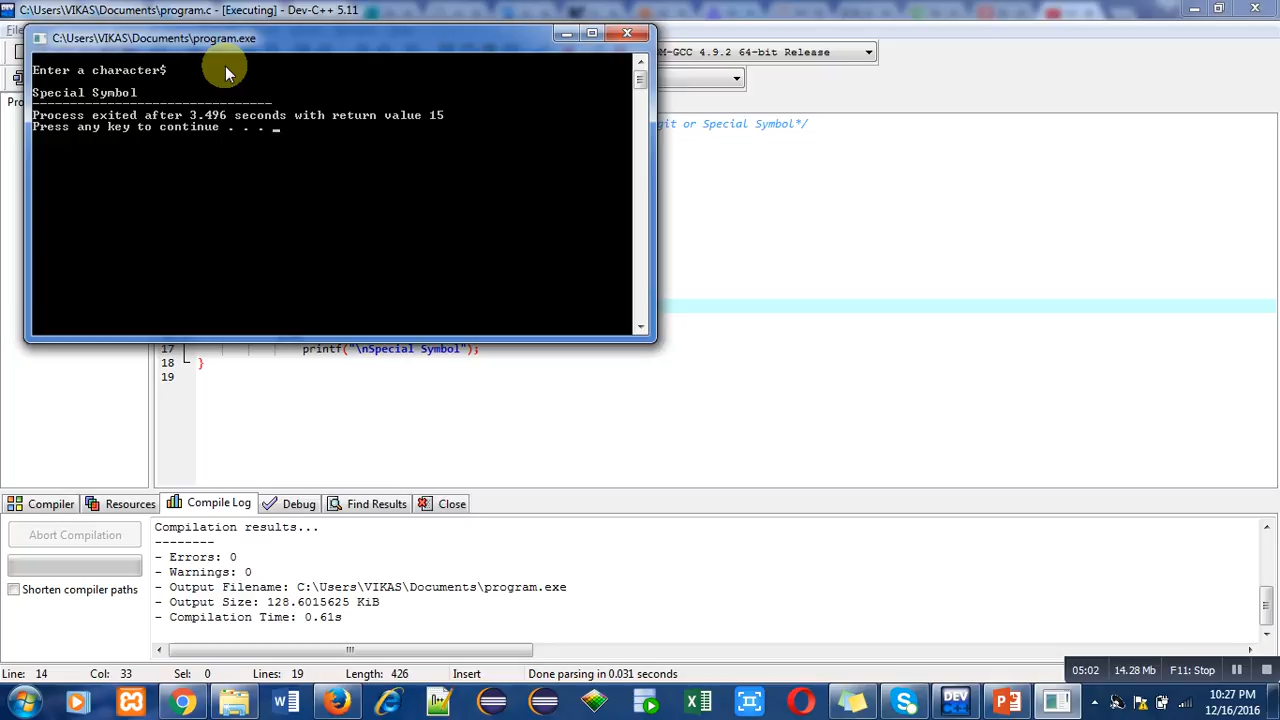 C:\Users\VIKAS\Documents\program.c - [Executing] - Dev-C++ 5.11
File
C:\Users\VIKAS\Documents\program.exe
M-GCC 4.9.2 64-bit Release
Enter a character$
Special Symbol
--------------------------------
Process exited after 3.496 seconds with return value 15
Press any key to continue . . .
Pro
git or Special Symbol*/
17 printf("\nSpecial Symbol");
18 }
19
Compiler Resources Compile Log Debug Find Results Close
Abort Compilation
Shorten compiler paths
Compilation results...
--------
- Errors: 0
- Warnings: 0
- Output Filename: C:\Users\VIKAS\Documents\program.exe
- Output Size: 128.6015625 KiB
- Compilation Time: 0.61s
Line: 14 Col: 33 Sel: 0 Lines: 19 Length: 426 Insert Done parsing in 0.031 seconds
05:02 14.28 Mb F11: Stop
DEV
C++
10:27 PM
12/16/2016